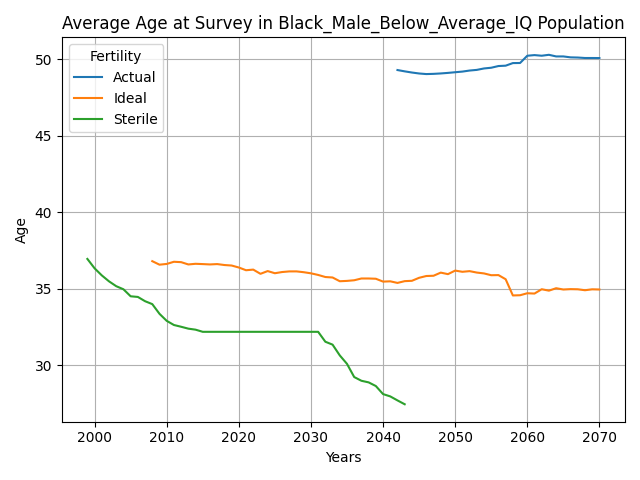 Average Age at Survey in Black_Male_Below_Average_IQ Population
Fertility
Actual
Ideal
Sterile
Age
50
45
40
35
30
2000 2010 2020 2030 2040 2050 2060 2070
Years